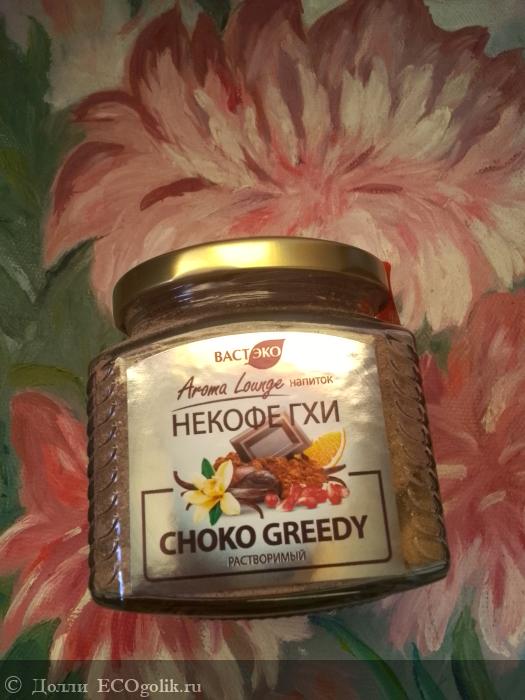 ВАСТЭКО
Aroma Lounge напиток
НЕКОФЕ ГХИ
CHOKO GREEDY
РАСТВОРИМЫЙ
© Долли ECOgolik.ru